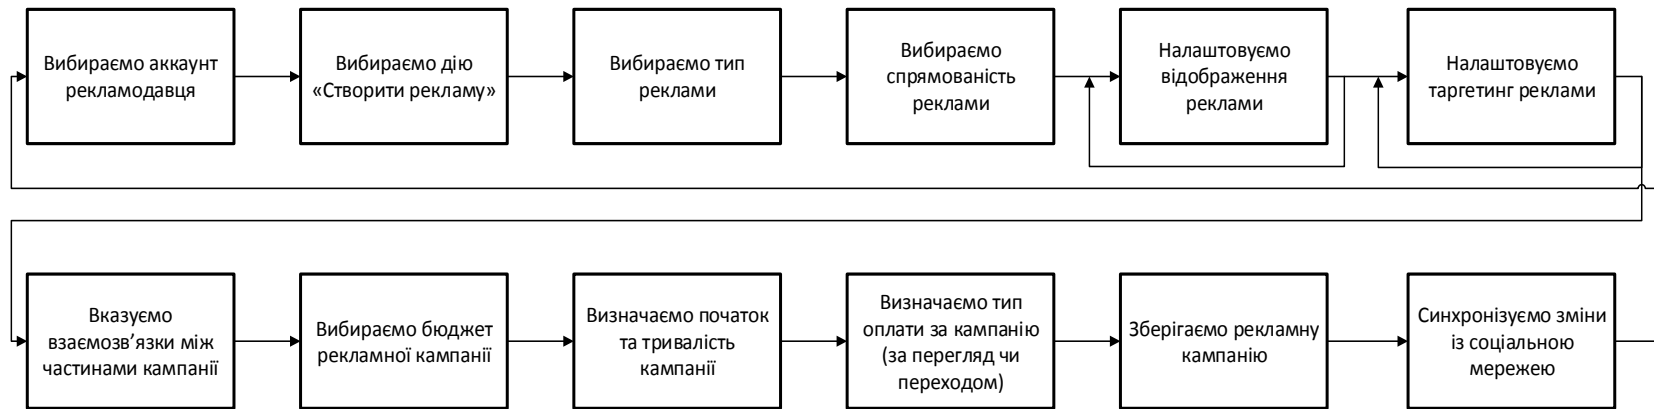 Вибираємо аккаунт
рекламодавця
Вибираємо дію
«Створити рекламу»
Вибираємо тип
реклами
Вибираємо
спрямованість
реклами
Налаштовуємо
відображення
реклами
Налаштовуємо
таргетинг реклами
Вказуємо
взаємозв’язки між
частинами кампанії
Вибираємо бюджет
рекламної кампанії
Визначаємо початок
та тривалість
кампанії
Визначаємо тип
оплати за кампанію
(за перегляд чи
переходом)
Зберігаємо рекламну
кампанію
Синхронізуємо зміни
із соціальною
мережею